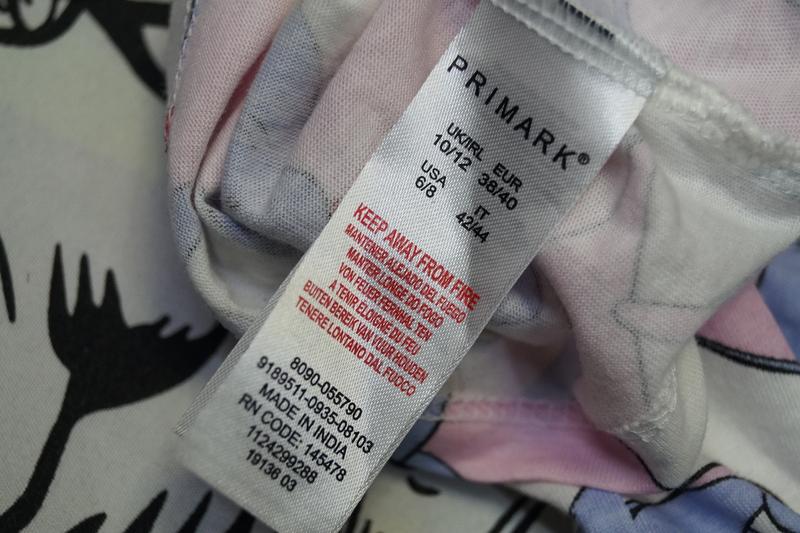 PRIMARK®
UK/IRL EUR
10/12 38/40
USA IT
6/8 42/44
KEEP AWAY FROM FIRE
MANTENER ALEJADO DEL FUEGO
MANTER LONGE DO FOGO
VON FEUER FERNHALTEN
A TENIR ELOIGNE DU FEU
BUITEN BEREIK VAN VUUR HOUDEN
TENERE LONTANO DAL FUOCO
8090-055790
9189511-0935-08103
MADE IN INDIA
RN CODE: 145478
1124299288
19136 03